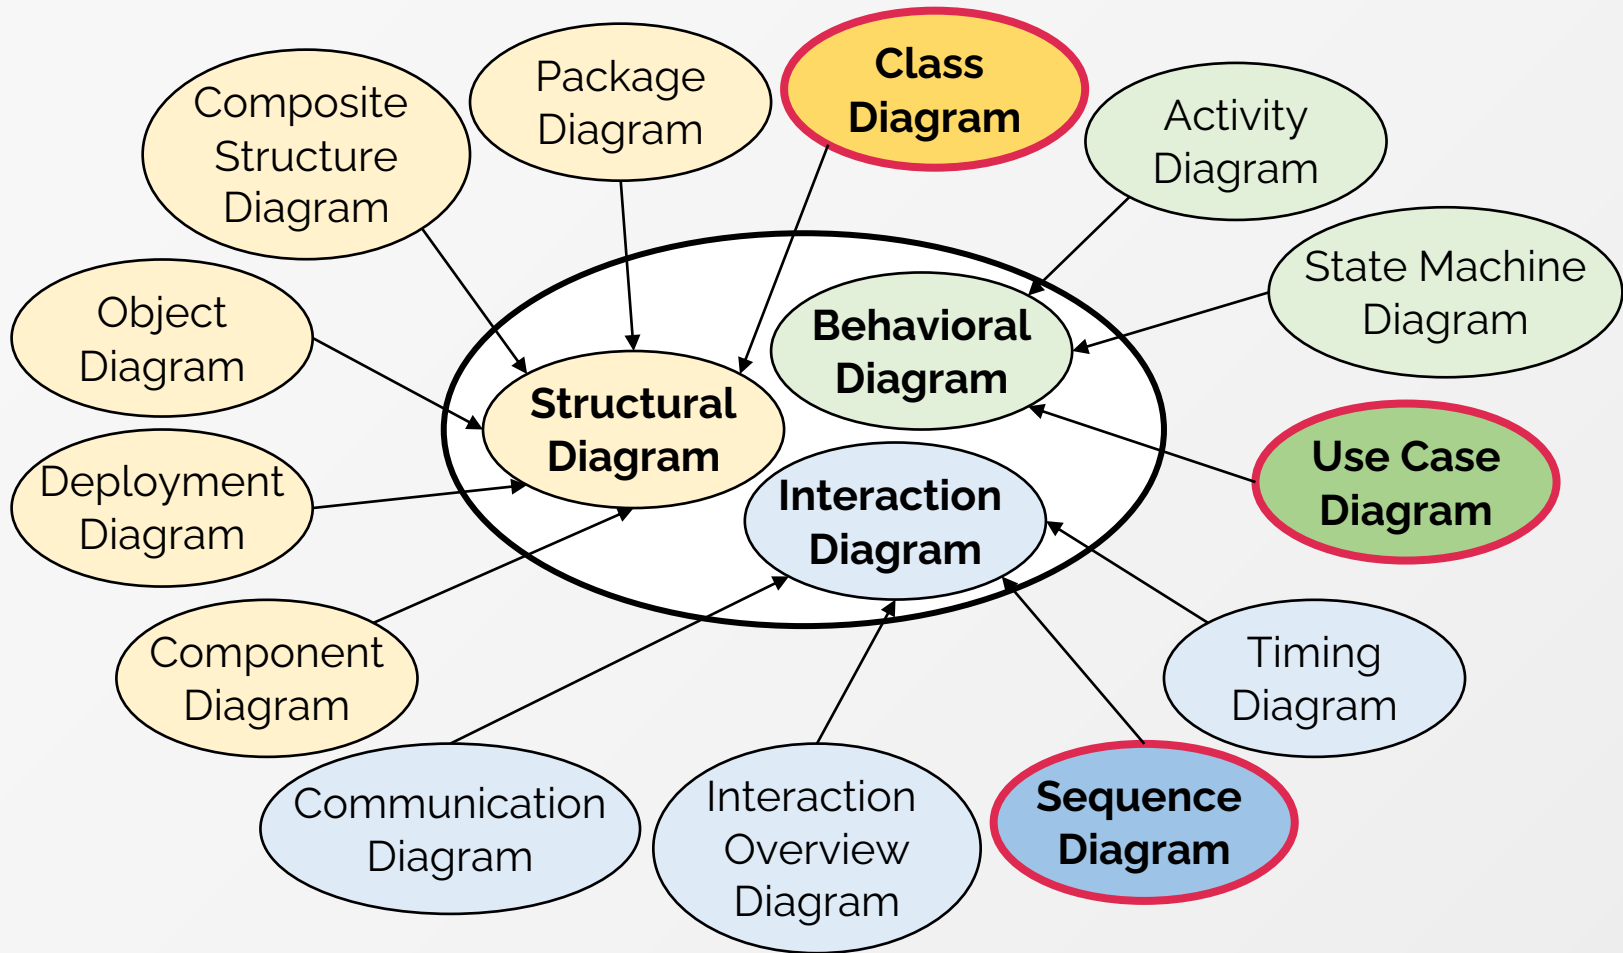 Composite
Structure
Diagram
Package
Diagram
Class
Diagram
Activity
Diagram
State Machine
Diagram
Object
Diagram
Behavioral
Diagram
Structural
Diagram
Deployment
Diagram
Interaction
Diagram
Use Case
Diagram
Component
Diagram
Timing
Diagram
Communication
Diagram
Interaction
Overview
Diagram
Sequence
Diagram